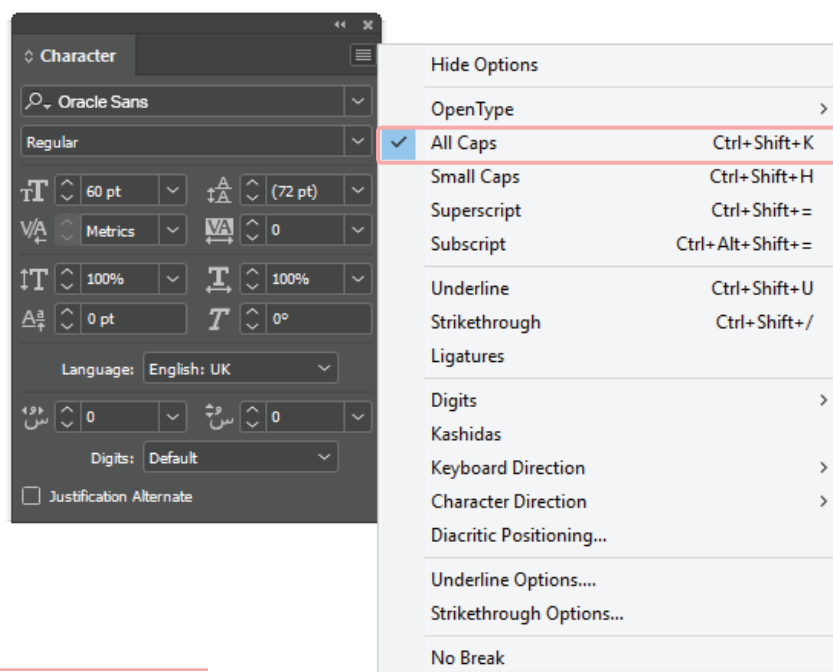 Character
Oracle Sans
Regular
60 pt
(72 pt)
Metrics
0
100%
100%
0 pt
0°
Language: English: UK
0
0
Digits: Default
Justification Alternate
Hide Options
OpenType
All Caps Ctrl+Shift+K
Small Caps Ctrl+Shift+H
Superscript Ctrl+Shift+=
Subscript Ctrl+Alt+Shift+=
Underline Ctrl+Shift+U
Strikethrough Ctrl+Shift+/
Ligatures
Digits
Kashidas
Keyboard Direction
Character Direction
Diacritic Positioning...
Underline Options....
Strikethrough Options...
No Break